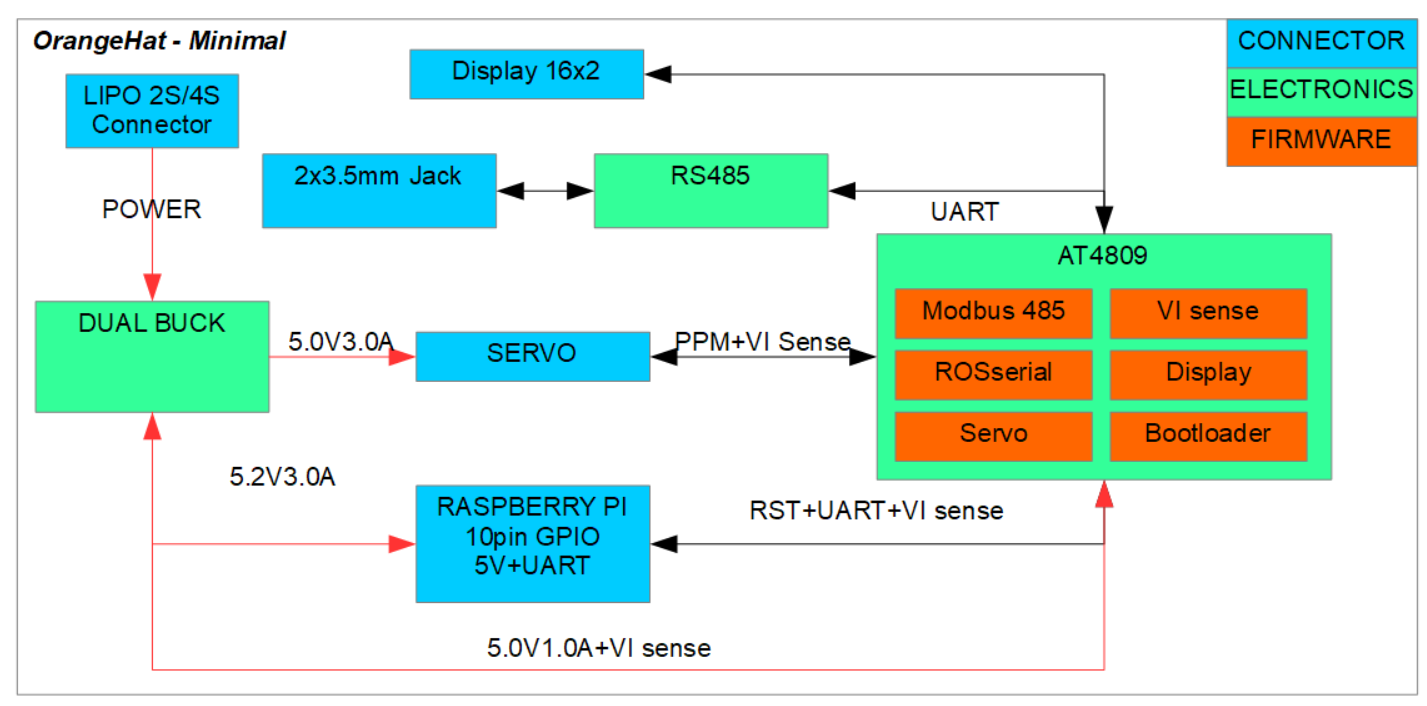 OrangeHat - Minimal
CONNECTOR
ELECTRONICS
FIRMWARE
Display 16x2
LIPO 2S/4S
Connector
2x3.5mm Jack
RS485
POWER
UART
AT4809
Modbus 485
VI sense
ROSserial
Display
Servo
Bootloader
DUAL BUCK
5.0V3.0A
SERVO
PPM+VI Sense
5.2V3.0A
RASPBERRY PI
10pin GPIO
5V+UART
RST+UART+VI sense
5.0V1.0A+VI sense